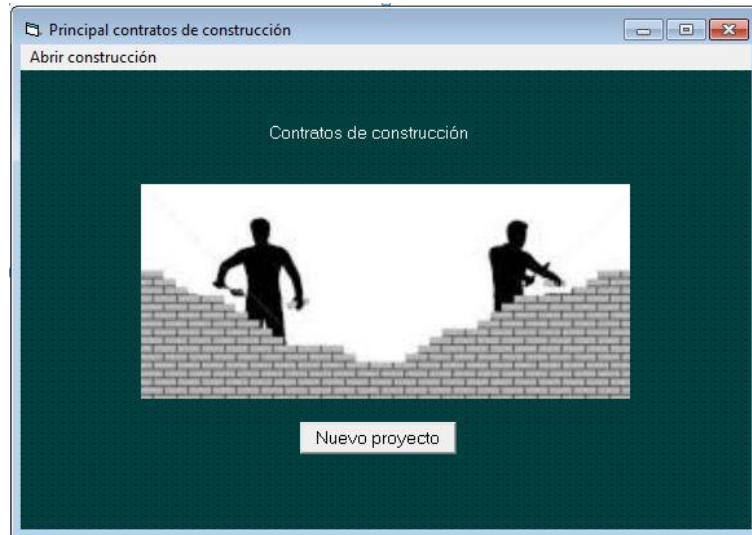 Principal contratos de construcción
Abrir construcción
Contratos de construcción
Nuevo proyecto